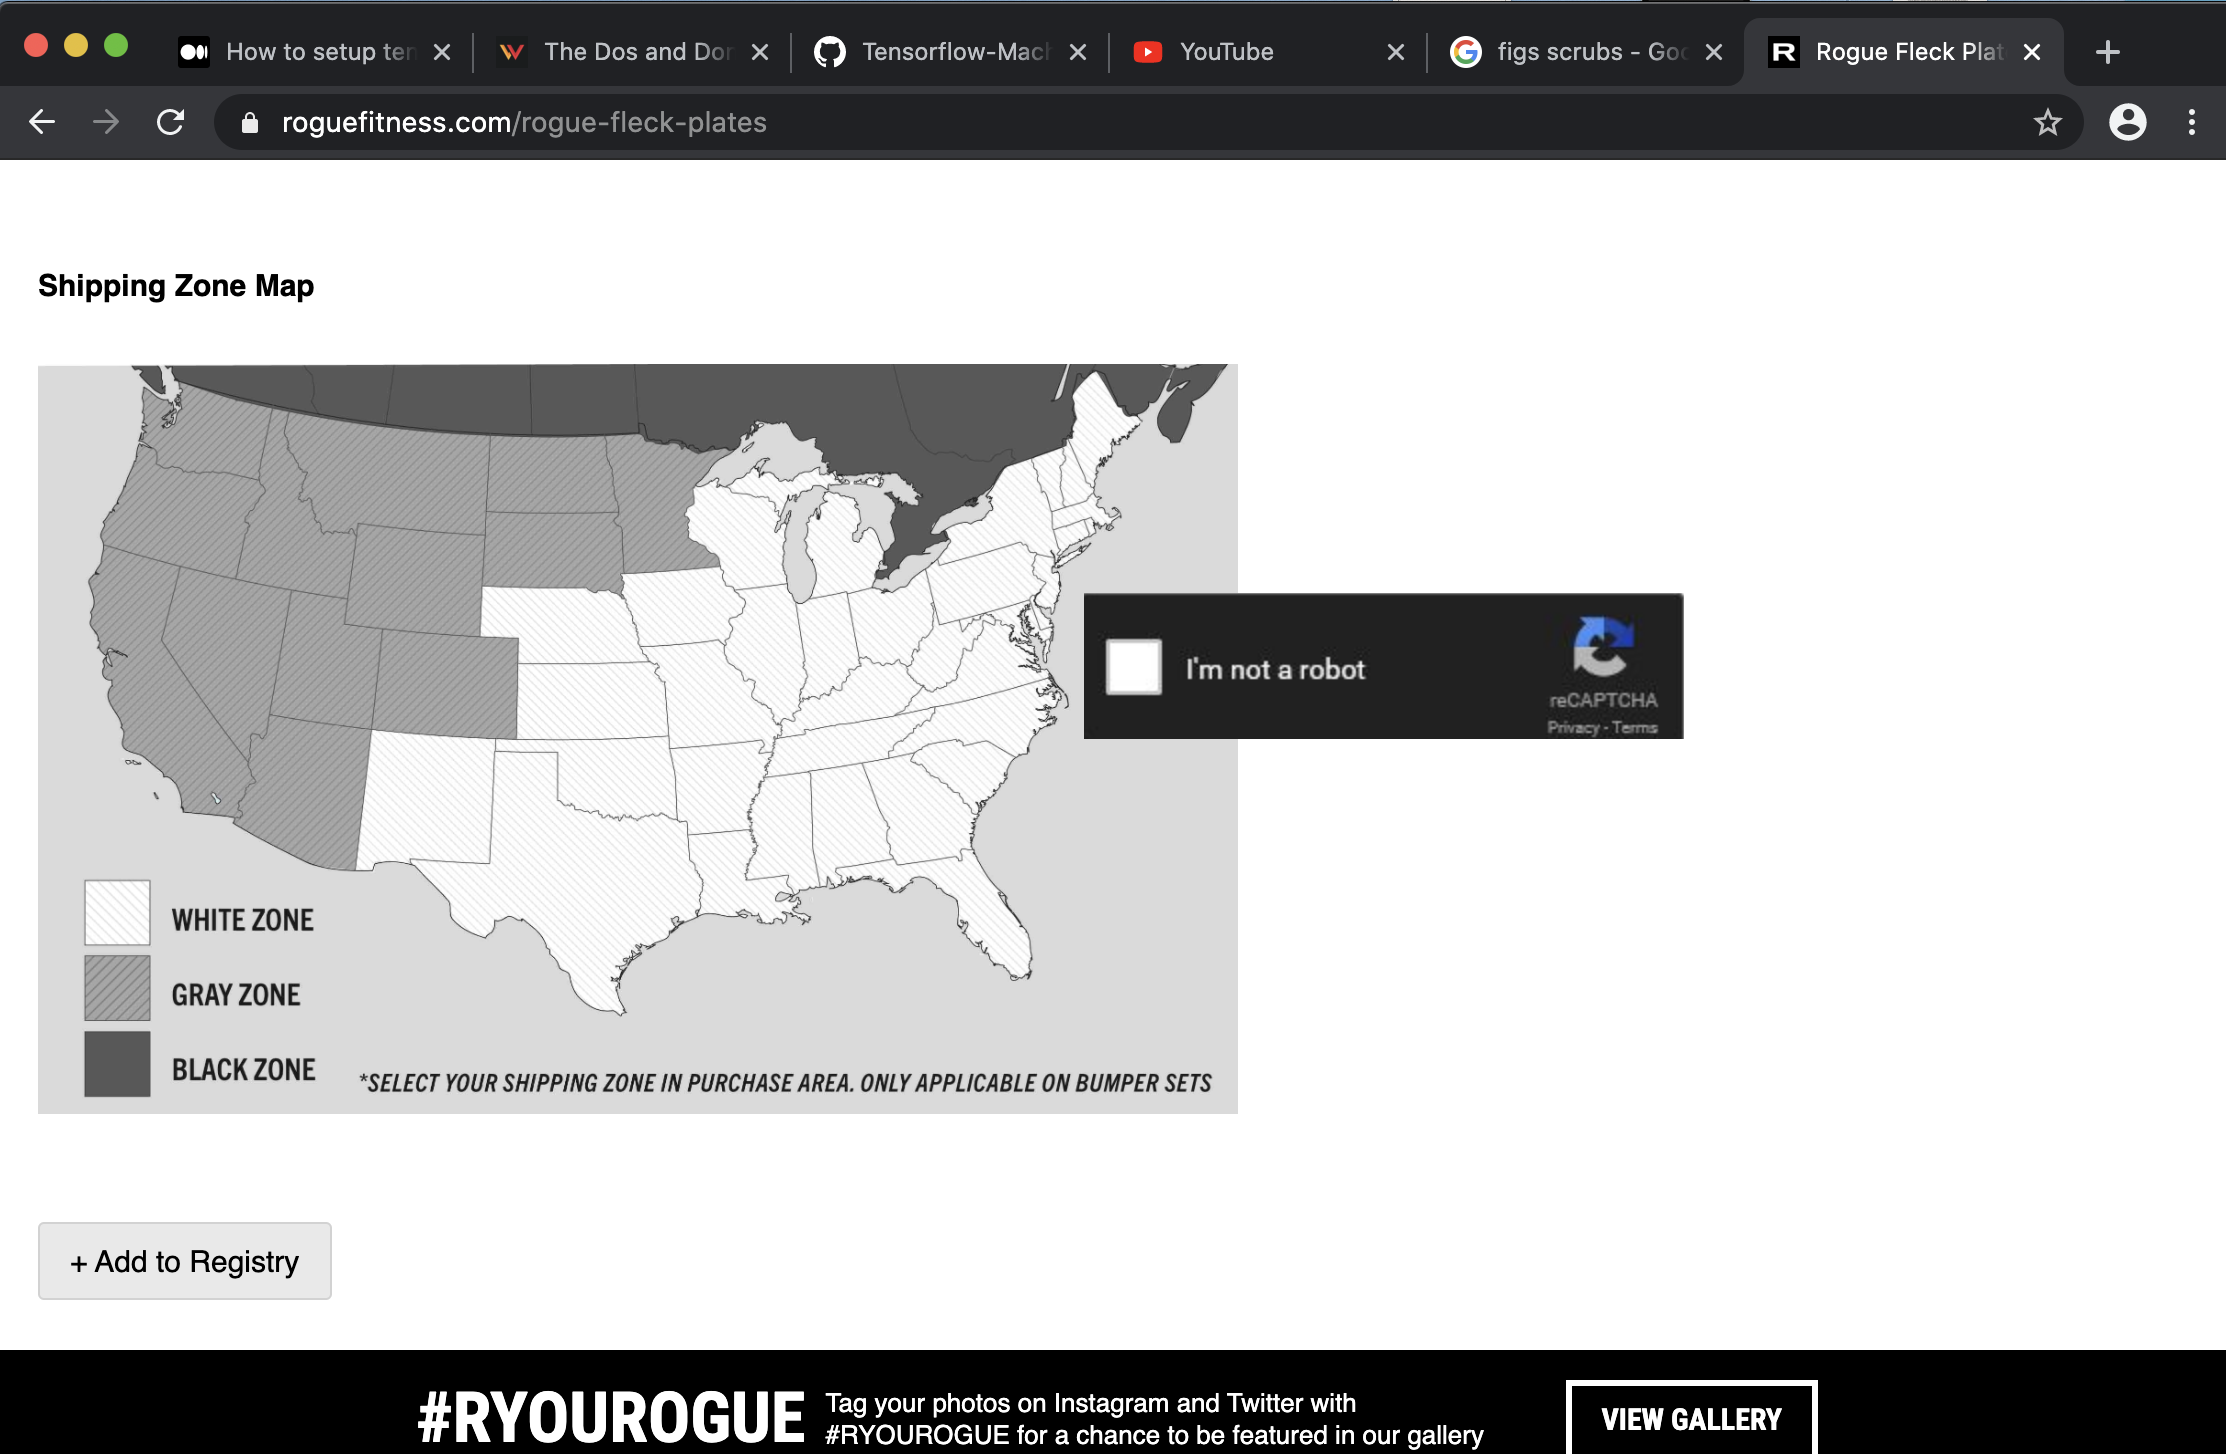 How to setup ten
The Dos and Don
Tensorflow-Mach
YouTube
figs scrubs - Goo
Rogue Fleck Plat
roguefitness.com/rogue-fleck-plates
Shipping Zone Map
I'm not a robot
reCAPTCHA
Privacy - Terms
WHITE ZONE
GRAY ZONE
BLACK ZONE
*SELECT YOUR SHIPPING ZONE IN PURCHASE AREA. ONLY APPLICABLE ON BUMPER SETS
+ Add to Registry
#RYOUROGUE
Tag your photos on Instagram and Twitter with
#RYOUROGUE for a chance to be featured in our gallery
VIEW GALLERY